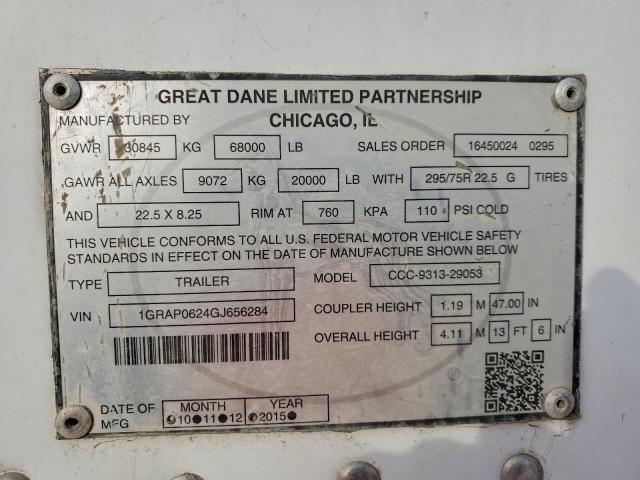 GREAT DANE LIMITED PARTNERSHIP
MANUFACTURED BY CHICAGO, IL
GVWR 30845 KG 68000 LB SALES ORDER 16450024 0295
GAWR ALL AXLES 9072 KG 20000 LB WITH 295/75R 22.5 G TIRES
AND 22.5 X 8.25 RIM AT 760 KPA 110 PSI COLD
THIS VEHICLE CONFORMS TO ALL U.S. FEDERAL MOTOR VEHICLE SAFETY
STANDARDS IN EFFECT ON THE DATE OF MANUFACTURE SHOWN BELOW
TYPE TRAILER MODEL CCC-9313-29053
VIN 1GRAP0624GJ656284 COUPLER HEIGHT 1.19 M 47.00 IN
OVERALL HEIGHT 4.11 M 13 FT 6 IN
MONTH YEAR
DATE OF MFG 10 11 12 2015